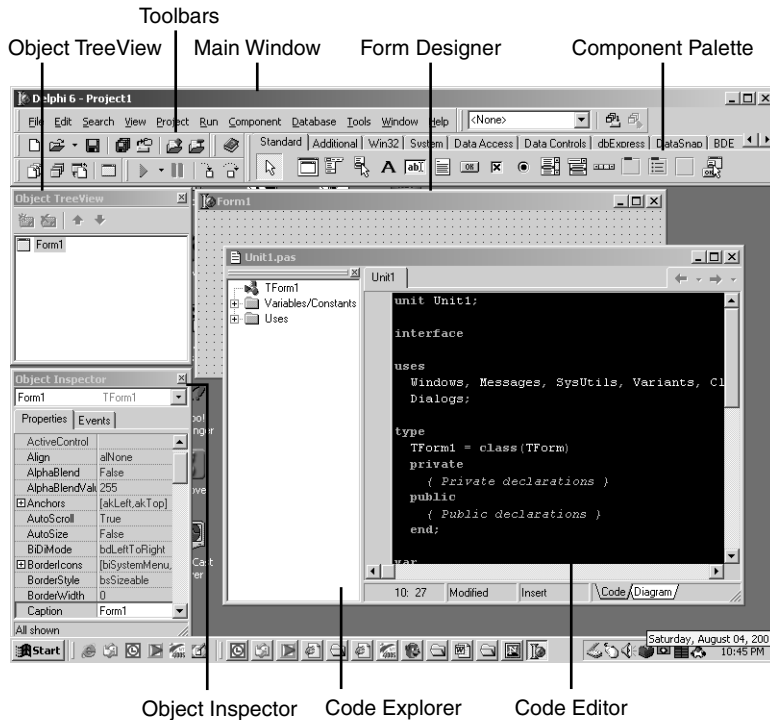 Toolbars
Object TreeView Main Window Form Designer Component Palette
Delphi 6 - Project1
File Edit Search View Project Run Component Database Tools Window Help <None>
Standard Additional Win32 System Data Access Data Controls dbExpress DataSnap BDE
Object TreeView
Form1
Form1
Unit1.pas
TForm1
Variables/Constants
Uses
Unit1
unit Unit1;
interface
uses
Windows, Messages, SysUtils, Variants, Cl
Dialogs;
type
TForm1 = class(TForm)
private
{ Private declarations }
public
{ Public declarations }
end;
var
10: 27 Modified Insert Code Diagram
Object Inspector
Form1 TForm1
Properties Events
ActiveControl
Align alNone
AlphaBlend False
AlphaBlendValu 255
Anchors [akLeft,akTop]
AutoScroll True
AutoSize False
BiDiMode bdLeftToRight
BorderIcons [biSystemMenu,
BorderStyle bsSizeable
BorderWidth 0
Caption Form1
All shown
Start
Saturday, August 04, 200
10:45 PM
Object Inspector Code Explorer Code Editor